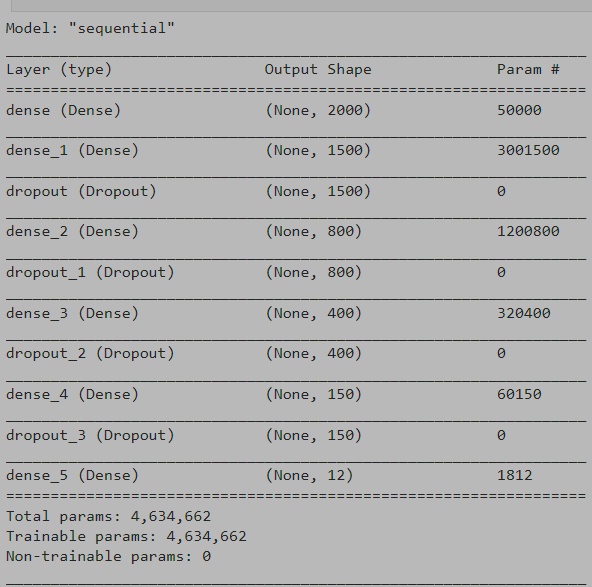 Model: "sequential"
_________________________________________________________________
Layer (type)                 Output Shape              Param #
=================================================================
dense (Dense)                (None, 2000)              50000
_________________________________________________________________
dense_1 (Dense)              (None, 1500)              3001500
_________________________________________________________________
dropout (Dropout)            (None, 1500)              0
_________________________________________________________________
dense_2 (Dense)              (None, 800)               1200800
_________________________________________________________________
dropout_1 (Dropout)          (None, 800)               0
_________________________________________________________________
dense_3 (Dense)              (None, 400)               320400
_________________________________________________________________
dropout_2 (Dropout)          (None, 400)               0
_________________________________________________________________
dense_4 (Dense)              (None, 150)               60150
_________________________________________________________________
dropout_3 (Dropout)          (None, 150)               0
_________________________________________________________________
dense_5 (Dense)              (None, 12)                1812
=================================================================
Total params: 4,634,662
Trainable params: 4,634,662
Non-trainable params: 0
_________________________________________________________________